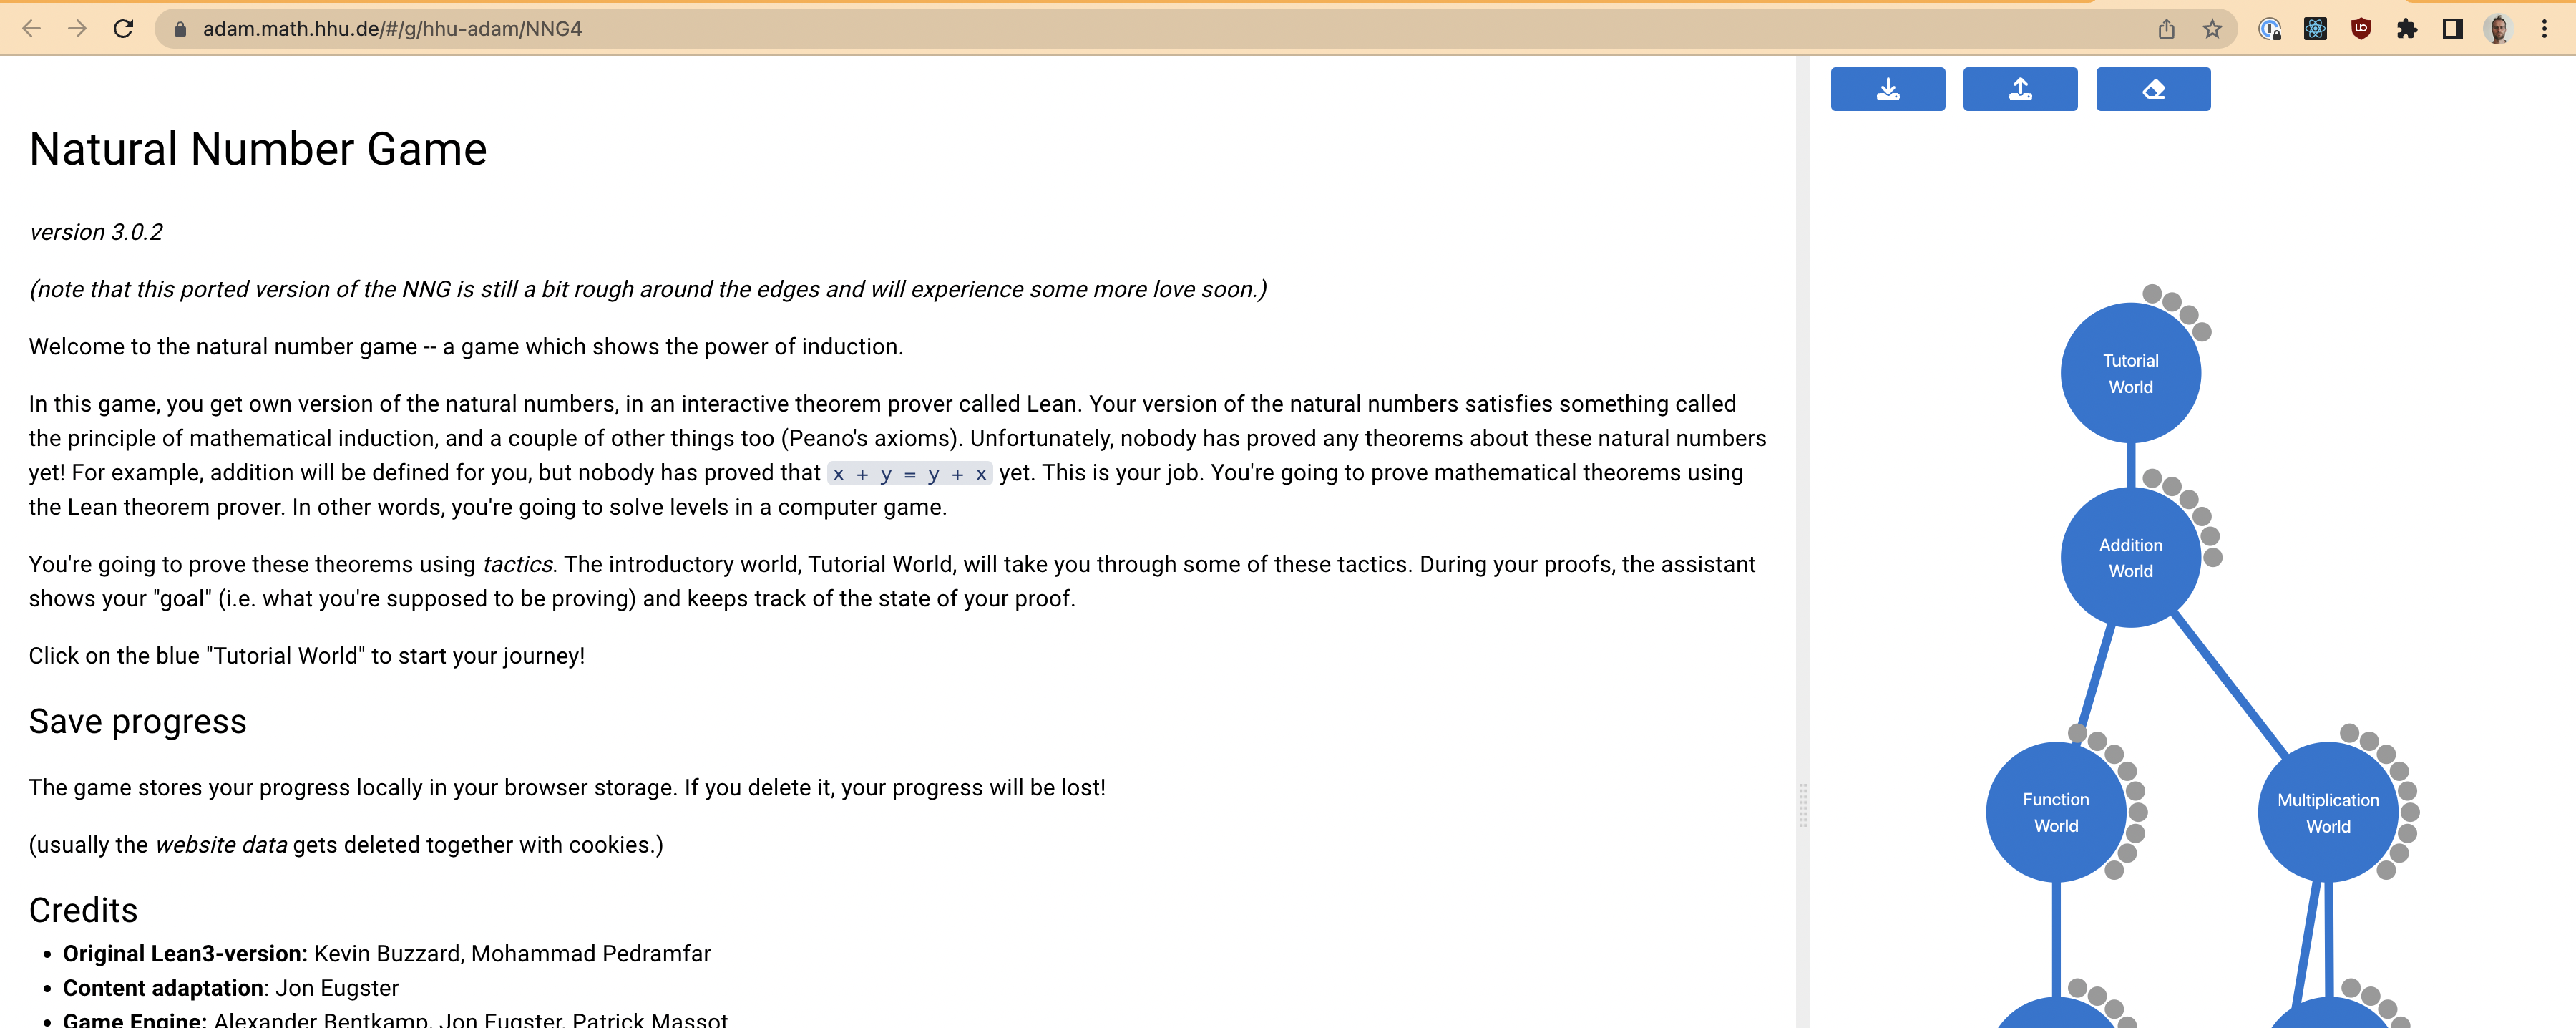 adam.math.hhu.de/#/g/hhu-adam/NNG4
Natural Number Game
version 3.0.2
(note that this ported version of the NNG is still a bit rough around the edges and will experience some more love soon.)
Welcome to the natural number game -- a game which shows the power of induction.
In this game, you get own version of the natural numbers, in an interactive theorem prover called Lean. Your version of the natural numbers satisfies something called
the principle of mathematical induction, and a couple of other things too (Peano's axioms). Unfortunately, nobody has proved any theorems about these natural numbers
yet! For example, addition will be defined for you, but nobody has proved that x + y = y + x yet. This is your job. You're going to prove mathematical theorems using
the Lean theorem prover. In other words, you're going to solve levels in a computer game.
You're going to prove these theorems using tactics. The introductory world, Tutorial World, will take you through some of these tactics. During your proofs, the assistant
shows your "goal" (i.e. what you're supposed to be proving) and keeps track of the state of your proof.
Click on the blue "Tutorial World" to start your journey!
Save progress
The game stores your progress locally in your browser storage. If you delete it, your progress will be lost!
(usually the website data gets deleted together with cookies.)
Credits
• Original Lean3-version: Kevin Buzzard, Mohammad Pedramfar
• Content adaptation: Jon Eugster
• Game Engine: Alexander Bentkamp, Jon Eugster, Patrick Massot
Tutorial
World
Addition
World
Function
World
Multiplication
World